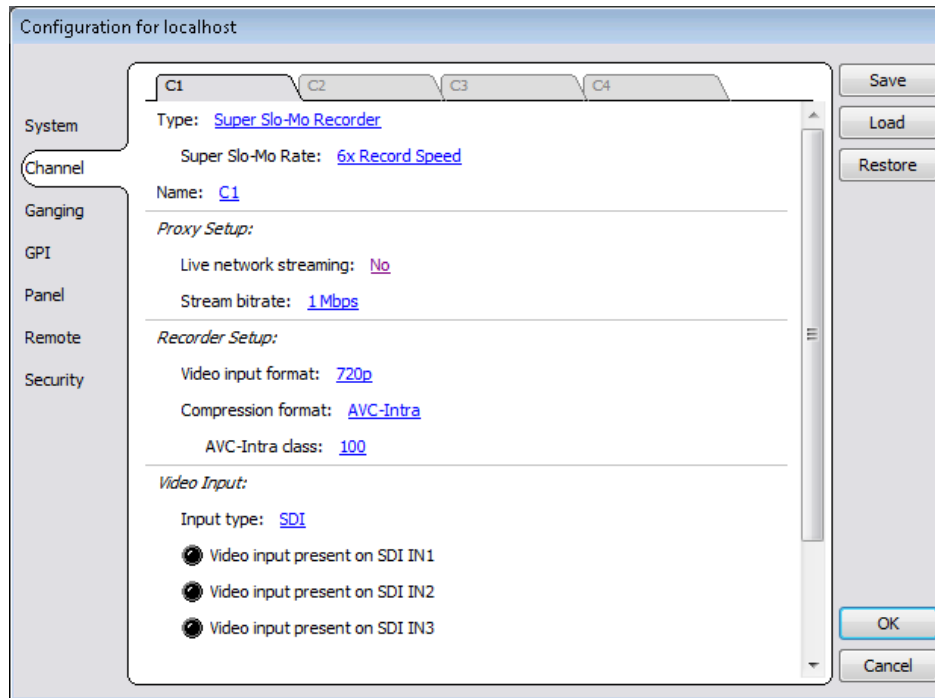 Configuration for localhost
C1 C2 C3 C4
Save
Load
Restore
System
Channel
Ganging
GPI
Panel
Remote
Security
Type: Super Slo-Mo Recorder
Super Slo-Mo Rate: 6x Record Speed
Name: C1
Proxy Setup:
Live network streaming: No
Stream bitrate: 1 Mbps
Recorder Setup:
Video input format: 720p
Compression format: AVC-Intra
AVC-Intra class: 100
Video Input:
Input type: SDI
Video input present on SDI IN1
Video input present on SDI IN2
Video input present on SDI IN3
OK
Cancel